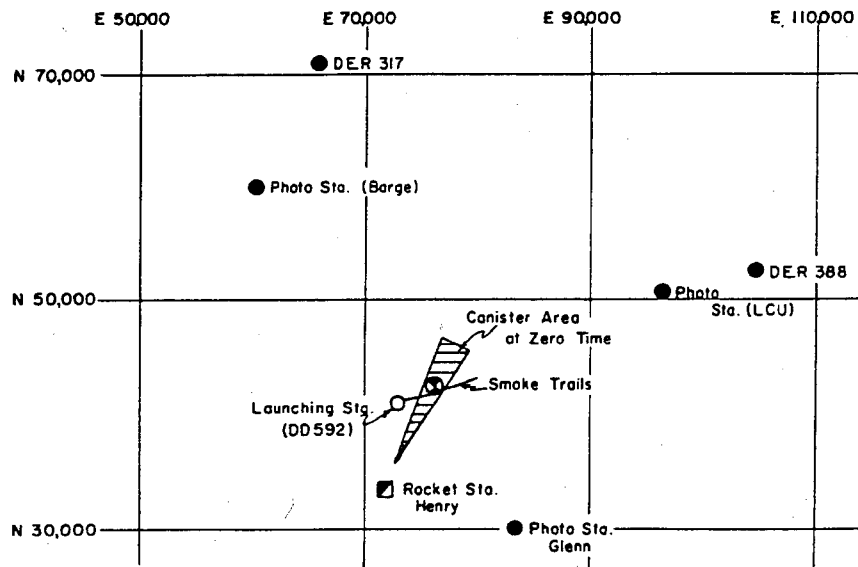 E 50,000 E 70,000 E 90,000 E 110,000
N 70,000
DER 317
Photo Sta. (Barge)
DER 388
N 50,000
Photo
Sta. (LCU)
Canister Area
at Zero Time
Smoke Trails
Launching Sta.
(DD592)
Rocket Sta.
Henry
N 30,000
Photo Sta.
Glenn